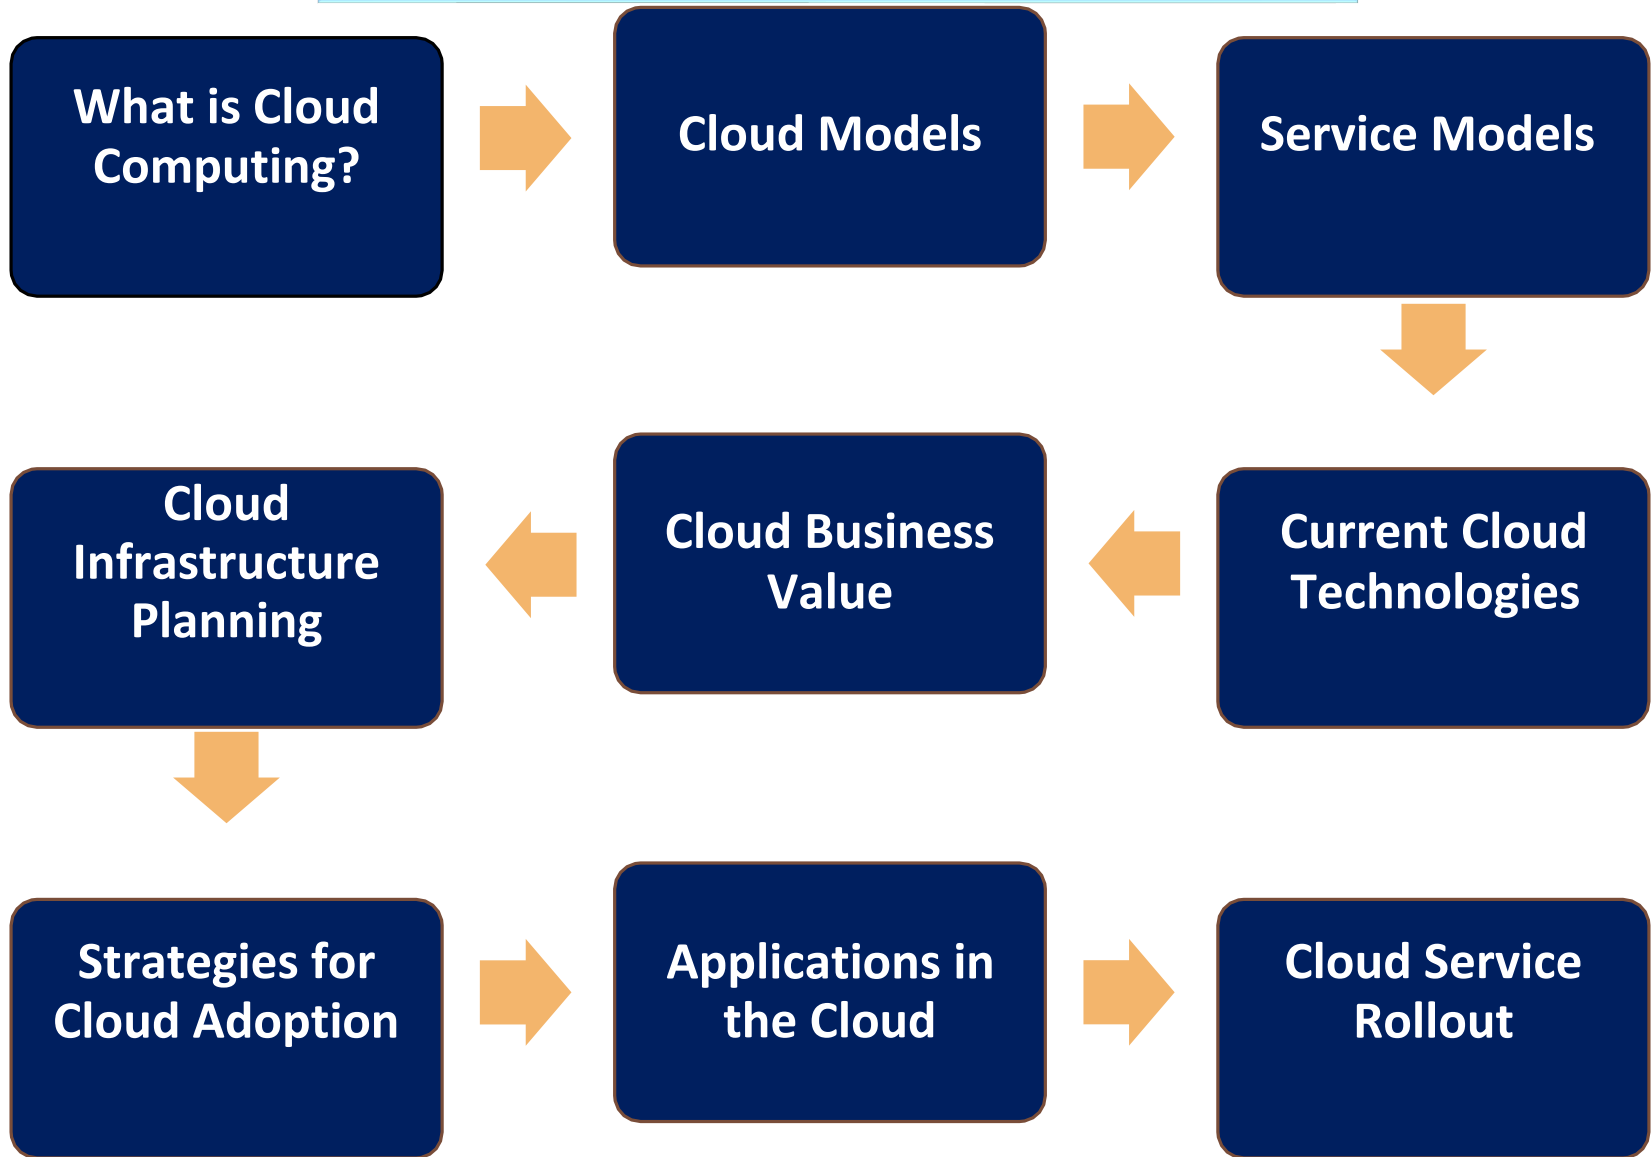 What is Cloud
Computing?
Cloud Models
Service Models
Current Cloud
Technologies
Cloud Business
Value
Cloud
Infrastructure
Planning
Strategies for
Cloud Adoption
Applications in
the Cloud
Cloud Service
Rollout